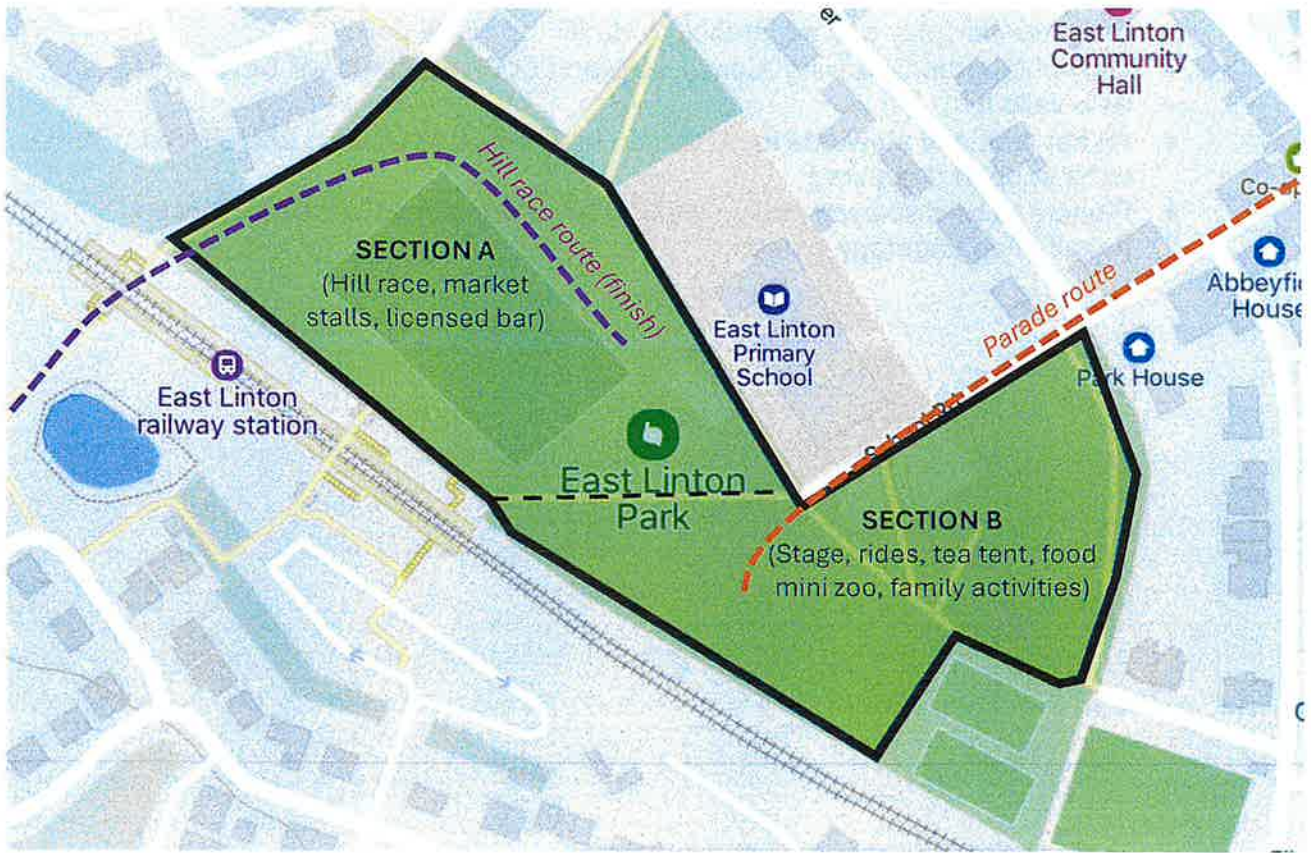 er
East Linton
Community
Hall
Co-op
Abbeyfi
House
Park House
Parade route
Hill race route (finish)
SECTION A
(Hill race, market
stalls, licensed bar)
East Linton
Primary
School
East Linton
railway station
East Linton
Park
SECTION B
(Stage, rides, tea tent, food
mini zoo, family activities)